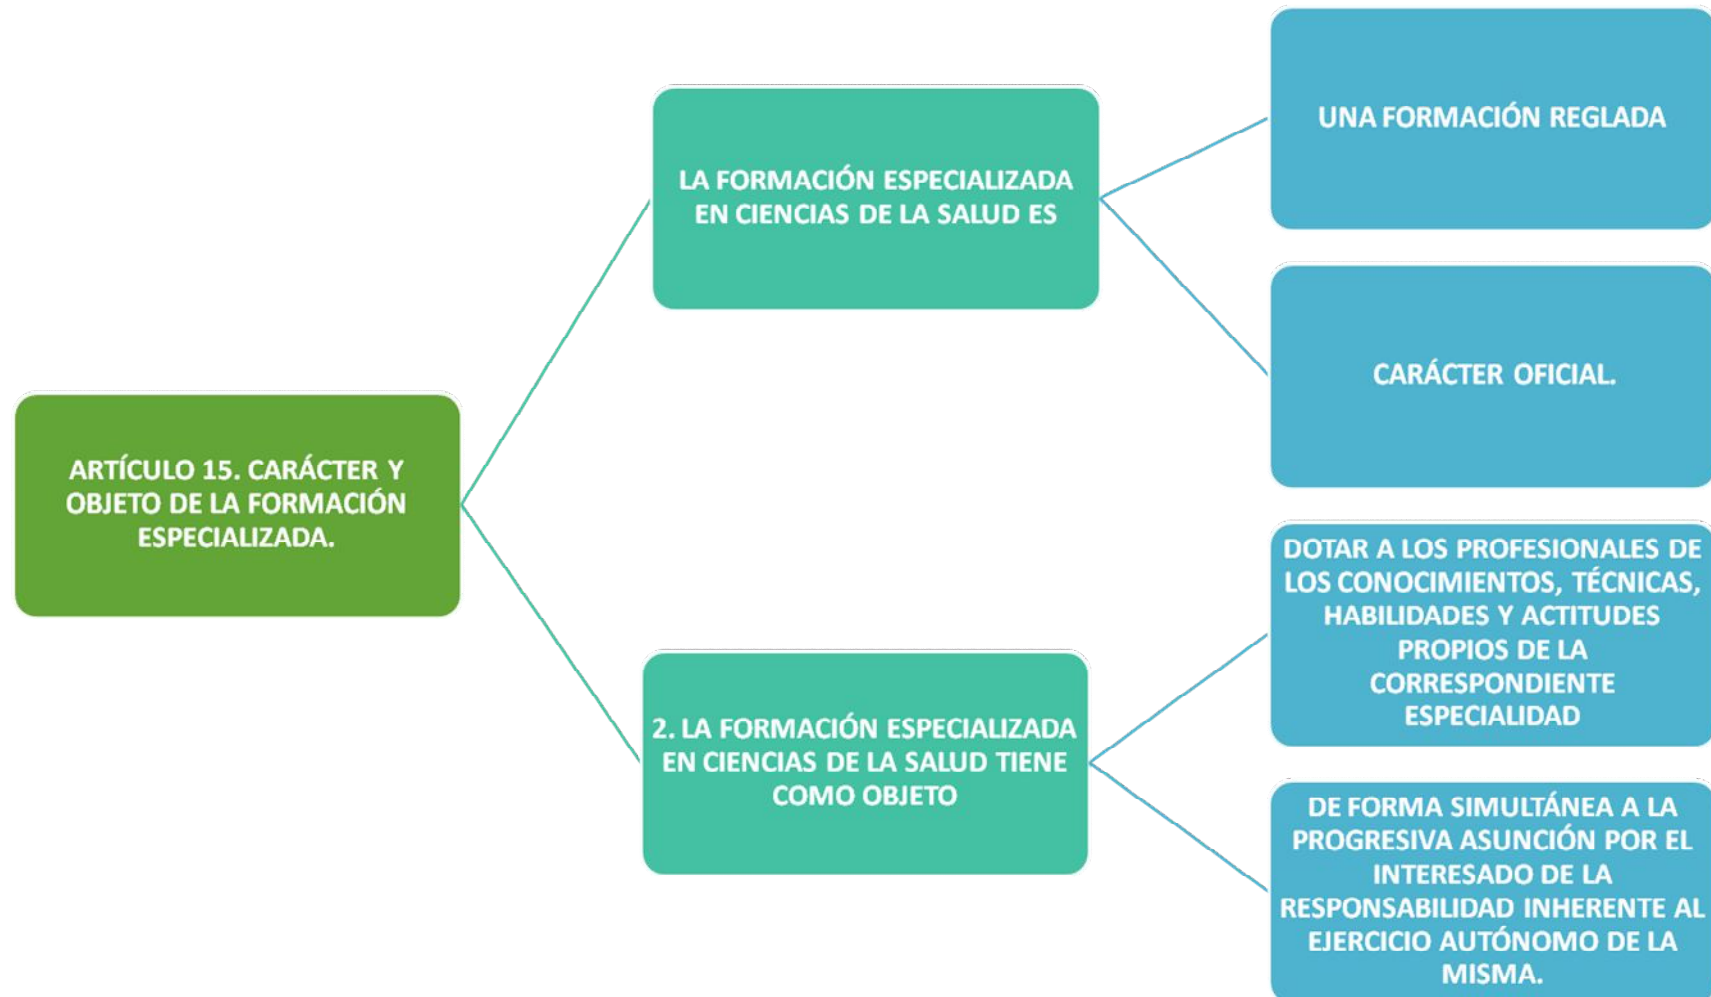 ARTÍCULO 15. CARÁCTER Y
OBJETO DE LA FORMACIÓN
ESPECIALIZADA.
LA FORMACIÓN ESPECIALIZADA
EN CIENCIAS DE LA SALUD ES
UNA FORMACIÓN REGLADA
CARÁCTER OFICIAL.
2. LA FORMACIÓN ESPECIALIZADA
EN CIENCIAS DE LA SALUD TIENE
COMO OBJETO
DOTAR A LOS PROFESIONALES DE
LOS CONOCIMIENTOS, TÉCNICAS,
HABILIDADES Y ACTITUDES
PROPIOS DE LA
CORRESPONDIENTE
ESPECIALIDAD
DE FORMA SIMULTÁNEA A LA
PROGRESIVA ASUNCIÓN POR EL
INTERESADO DE LA
RESPONSABILIDAD INHERENTE AL
EJERCICIO AUTÓNOMO DE LA
MISMA.